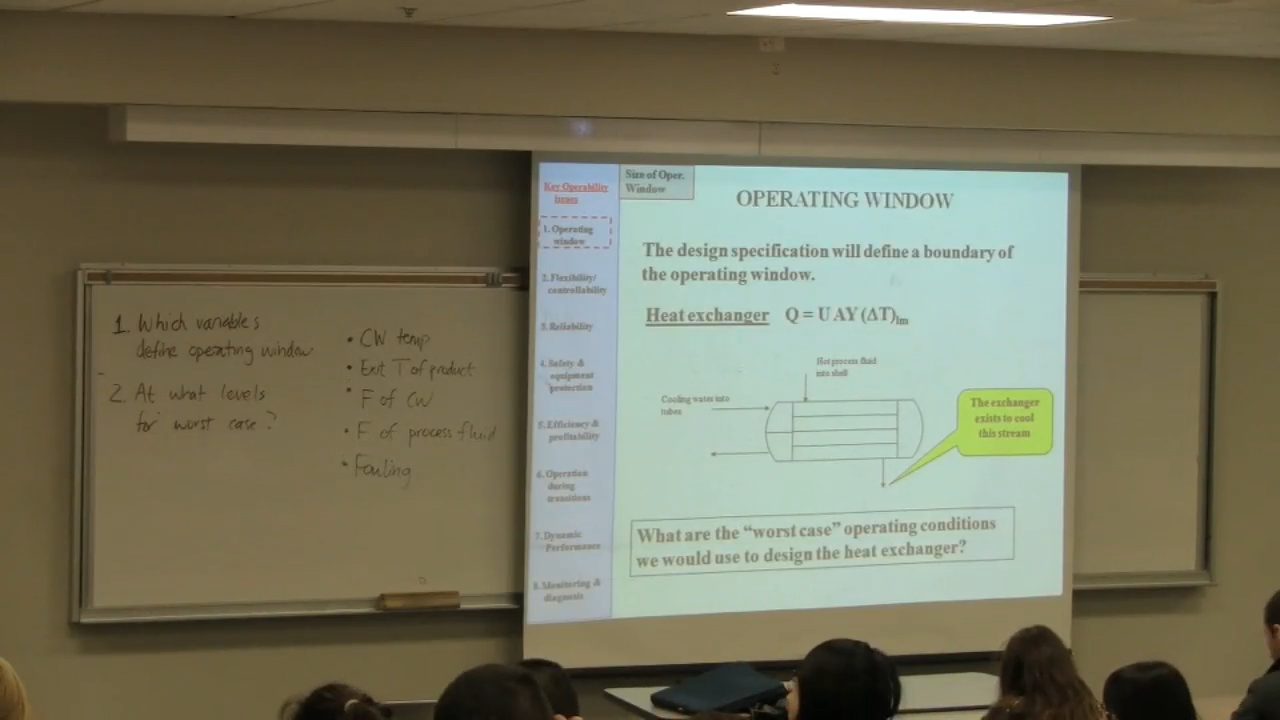 1. Which variables
define operating window
2. At what levels
for worst case?
• CW temp
• Exit T of product
• F of CW
• F of process fluid
• Fouling
Key Operability
Issues
1. Operating
window
2. Flexibility/
controllability
3. Reliability
4. Safety &
equipment
protection
5. Efficiency &
profitability
6. Operation
during
transitions
7. Dynamic
Performance
8. Monitoring &
diagnosis
Size of Oper.
Window
OPERATING WINDOW
The design specification will define a boundary of
the operating window.
Heat exchanger Q = U AY (ΔT)lm
Hot process fluid
into shell
Cooling water into
tubes
The exchanger
exists to cool
this stream
What are the “worst case” operating conditions
we would use to design the heat exchanger?